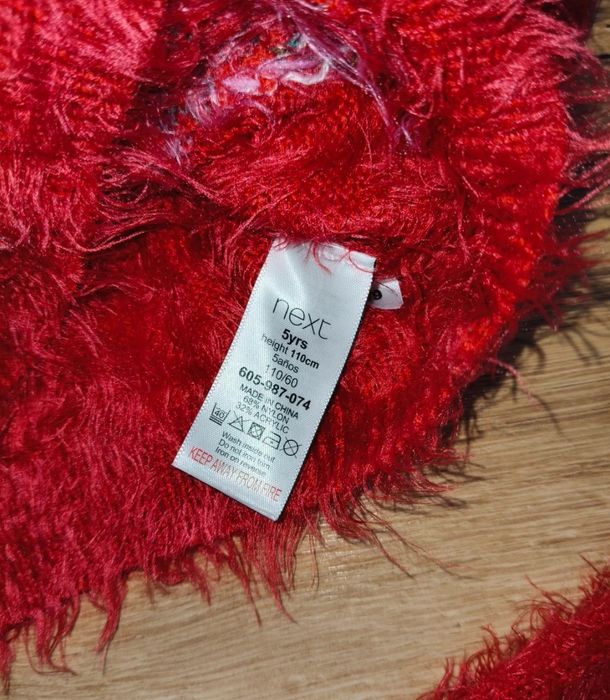 next
5yrs
height 110cm
5años
110/60
605-987-074
MADE IN CHINA
68% NYLON
32% ACRYLIC
40
Wash inside out
Do not iron trim
Iron on reverse
KEEP AWAY FROM FIRE